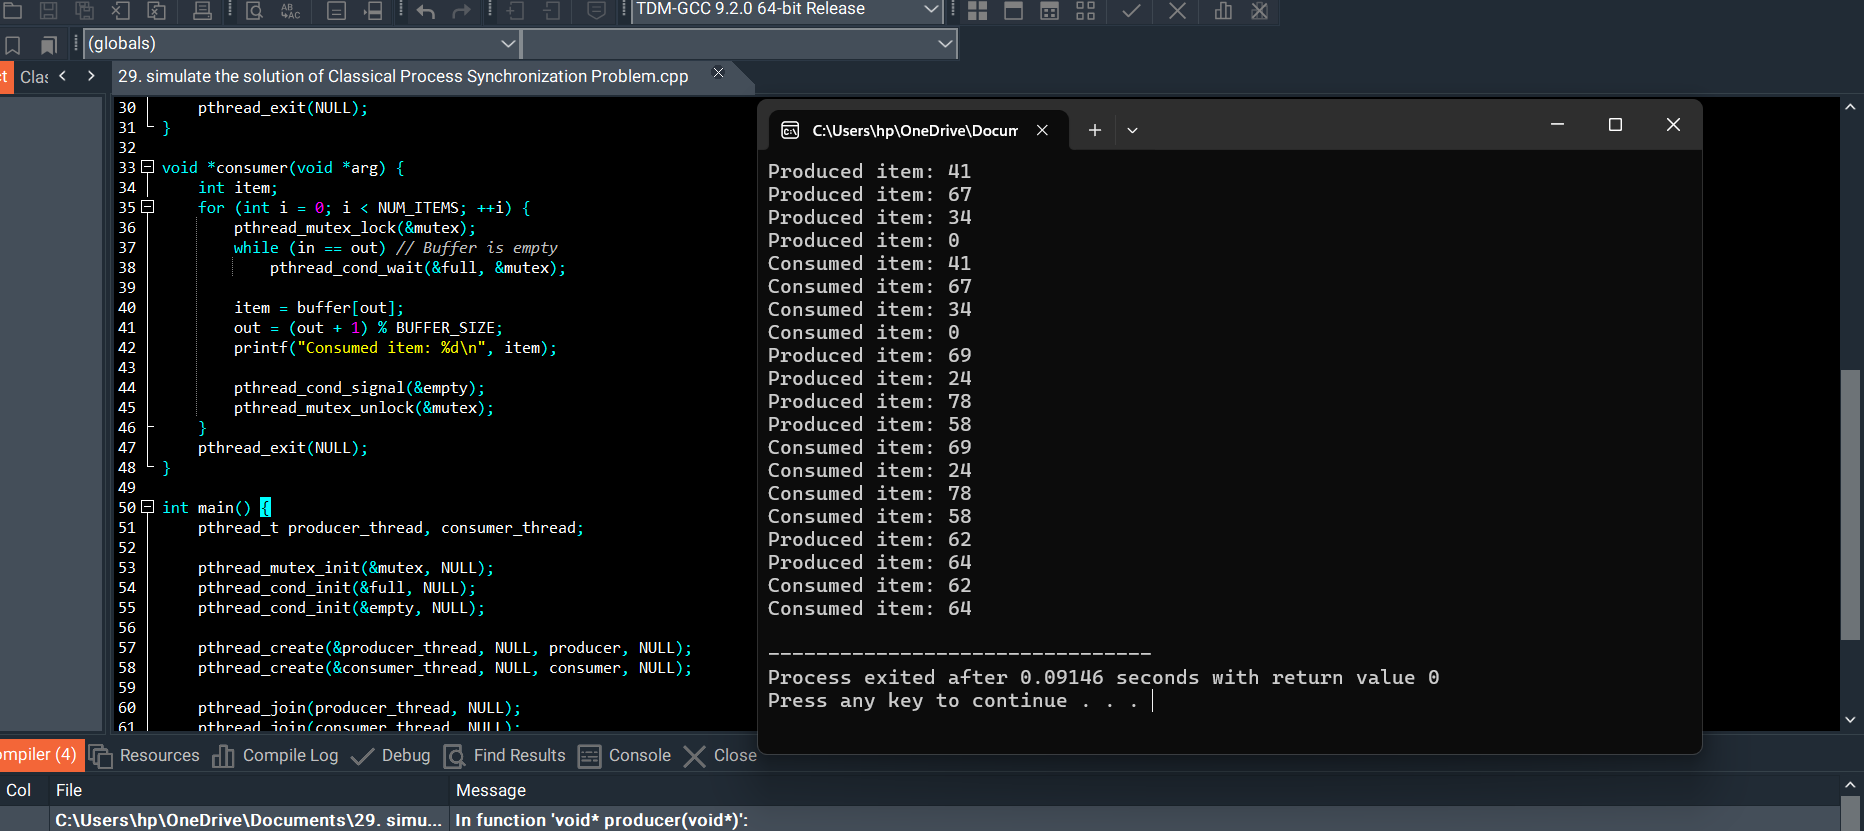 TDM-GCC 9.2.0 64-bit Release
(globals)
ct Clas
29. simulate the solution of Classical Process Synchronization Problem.cpp
30 pthread_exit(NULL);
31 }
32
33 void *consumer(void *arg) {
34 int item;
35 for (int i = 0; i < NUM_ITEMS; ++i) {
36 pthread_mutex_lock(&mutex);
37 while (in == out) // Buffer is empty
38 pthread_cond_wait(&full, &mutex);
39
40 item = buffer[out];
41 out = (out + 1) % BUFFER_SIZE;
42 printf("Consumed item: %d\n", item);
43
44 pthread_cond_signal(&empty);
45 pthread_mutex_unlock(&mutex);
46 }
47 pthread_exit(NULL);
48 }
49
50 int main() {
51 pthread_t producer_thread, consumer_thread;
52
53 pthread_mutex_init(&mutex, NULL);
54 pthread_cond_init(&full, NULL);
55 pthread_cond_init(&empty, NULL);
56
57 pthread_create(&producer_thread, NULL, producer, NULL);
58 pthread_create(&consumer_thread, NULL, consumer, NULL);
59
60 pthread_join(producer_thread, NULL);
61 pthread_join(consumer_thread, NULL);
C:\Users\hp\OneDrive\Docum
Produced item: 41
Produced item: 67
Produced item: 34
Produced item: 0
Consumed item: 41
Consumed item: 67
Consumed item: 34
Consumed item: 0
Produced item: 69
Produced item: 24
Produced item: 78
Produced item: 58
Consumed item: 69
Consumed item: 24
Consumed item: 78
Consumed item: 58
Produced item: 62
Produced item: 64
Consumed item: 62
Consumed item: 64
--------------------------------
Process exited after 0.09146 seconds with return value 0
Press any key to continue . . .
ompiler (4) Resources Compile Log Debug Find Results Console Close
Col File Message
C:\Users\hp\OneDrive\Documents\29. simu... In function 'void* producer(void*)':